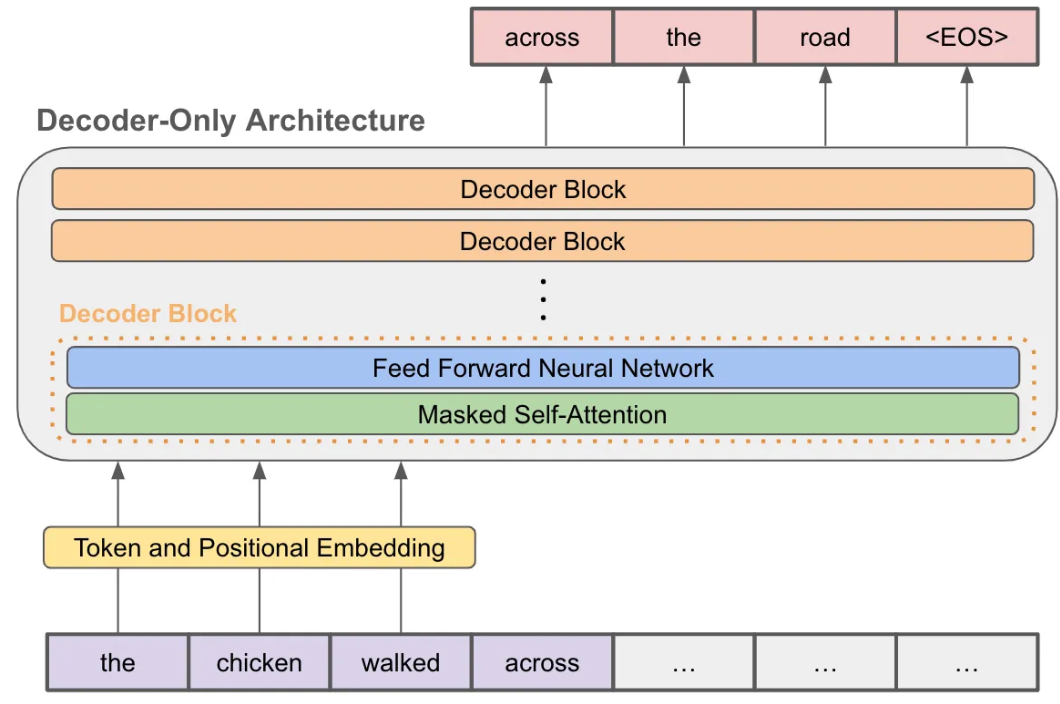 across the road <EOS>
Decoder-Only Architecture
Decoder Block
Decoder Block
Decoder Block
Feed Forward Neural Network
Masked Self-Attention
Token and Positional Embedding
the chicken walked across … … …